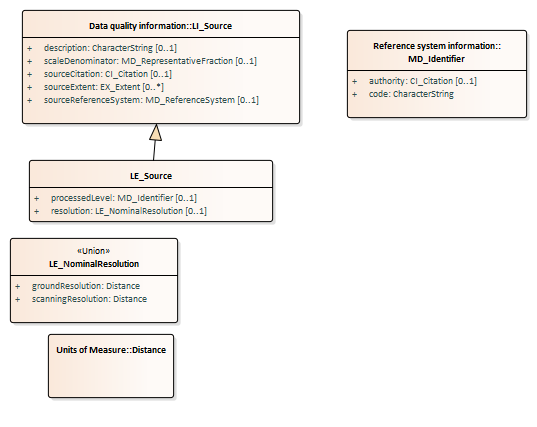 Data quality information::LI_Source
+ description: CharacterString [0..1]
+ scaleDenominator: MD_RepresentativeFraction [0..1]
+ sourceCitation: CI_Citation [0..1]
+ sourceExtent: EX_Extent [0..*]
+ sourceReferenceSystem: MD_ReferenceSystem [0..1]
Reference system information::
MD_Identifier
+ authority: CI_Citation [0..1]
+ code: CharacterString
LE_Source
+ processedLevel: MD_Identifier [0..1]
+ resolution: LE_NominalResolution [0..1]
«Union»
LE_NominalResolution
+ groundResolution: Distance
+ scanningResolution: Distance
Units of Measure::Distance